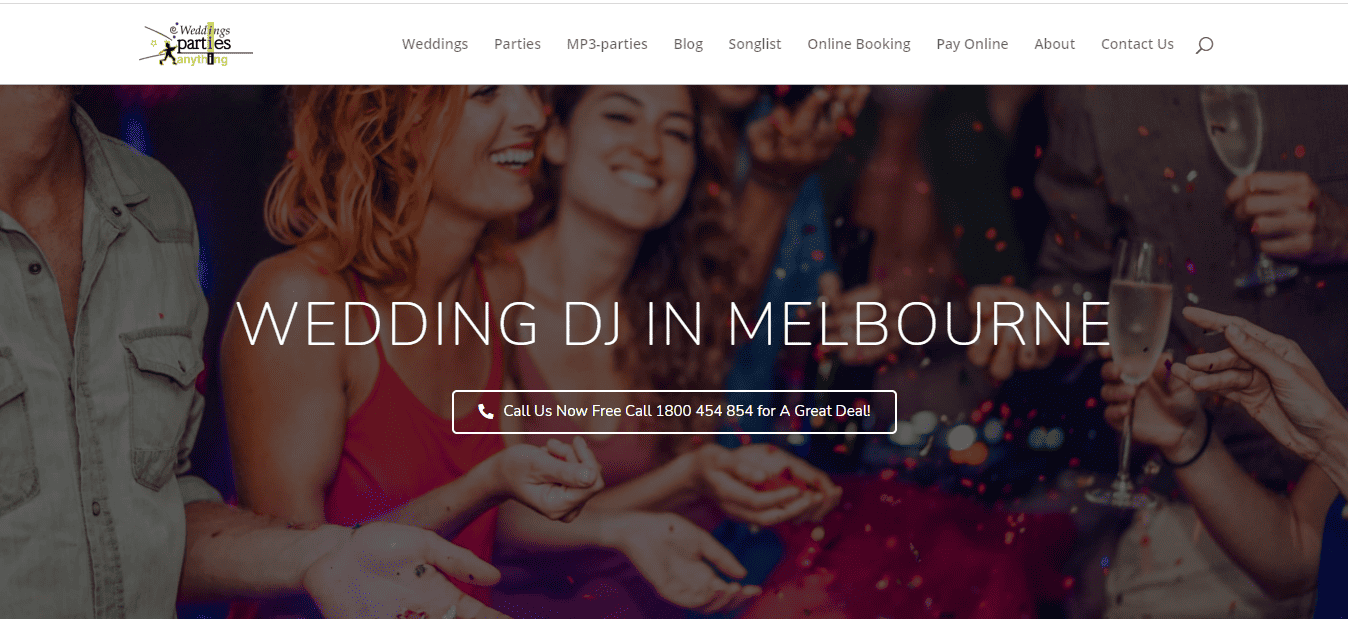 Weddings
parties
anything
Weddings Parties MP3-parties Blog Songlist Online Booking Pay Online About Contact Us
WEDDING DJ IN MELBOURNE
Call Us Now Free Call 1800 454 854 for A Great Deal!